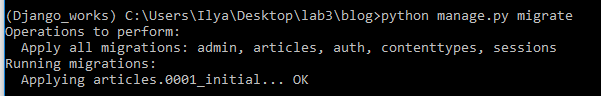 (Django_works) C:\Users\Ilya\Desktop\lab3\blog>python manage.py migrate
Operations to perform:
  Apply all migrations: admin, articles, auth, contenttypes, sessions
Running migrations:
  Applying articles.0001_initial... OK